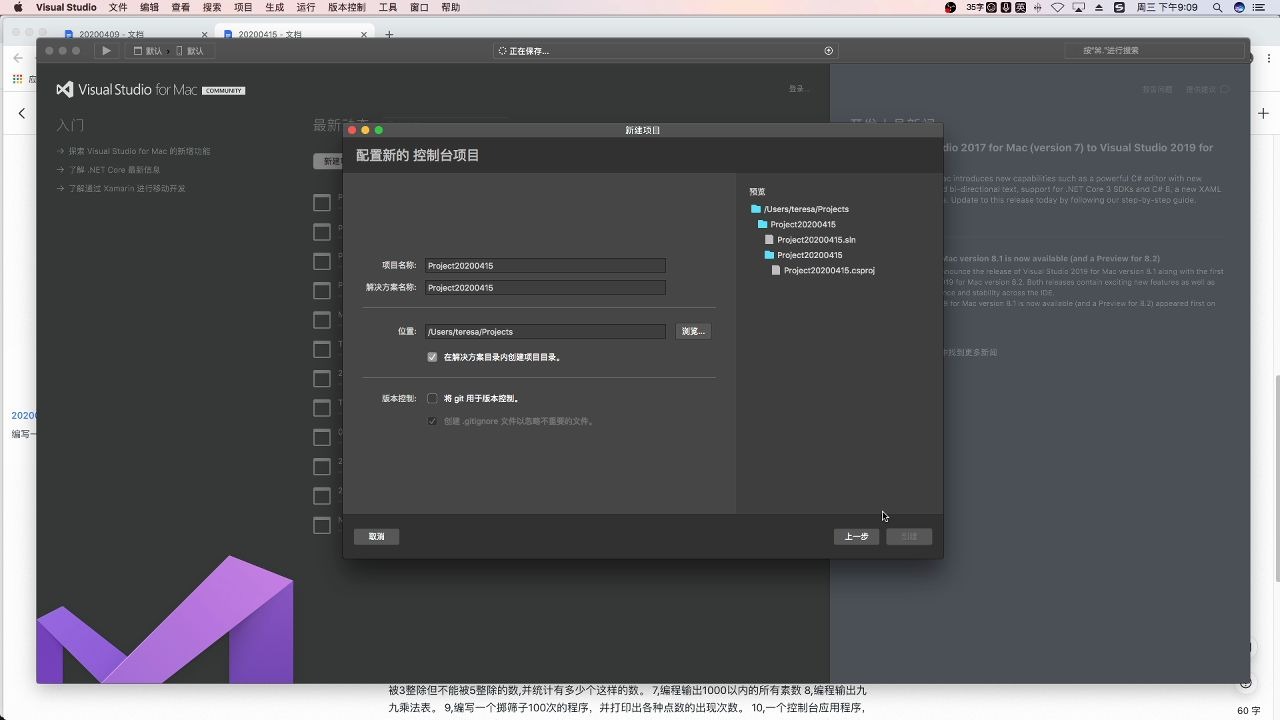 Visual Studio 文件 编辑 查看 搜索 项目 生成 运行 版本控制 工具 窗口 帮助
35字 英 周三 下午9:09
20200409 - 文档
20200415 - 文档
默认 › 默认
正在保存...
按"⌘."进行搜索
Visual Studio for Mac COMMUNITY
登录...
报告问题 提供建议
入门
最新动态
→ 探索 Visual Studio for Mac 的新增功能
→ 了解 .NET Core 最新信息
→ 了解通过 Xamarin 进行移动开发
新建项目
配置新的 控制台项目
项目名称: Project20200415
解决方案名称: Project20200415
位置: /Users/teresa/Projects 浏览...
在解决方案目录内创建项目目录。
版本控制: 将 git 用于版本控制。
创建 .gitignore 文件以忽略不重要的文件。
预览
/Users/teresa/Projects
Project20200415
Project20200415.sln
Project20200415
Project20200415.csproj
取消
上一步
创建
开发人员新闻
dio 2017 for Mac (version 7) to Visual Studio 2019 for
ac introduces new capabilities such as a powerful C# editor with new
d bi-directional text, support for .NET Core 3 SDKs and C# 8, a new XAML
s. Update to this release today by following our step-by-step guide.
Mac version 8.1 is now available (and a Preview for 8.2)
nnounce the release of Visual Studio 2019 for Mac version 8.1 along with the first
019 for Mac version 8.2. Both releases contain exciting new features as well as
nce and stability across the IDE.
9 for Mac version 8.1 is now available (and a Preview for 8.2) appeared first on
中找到更多新闻
2020
编写一
被3整除但不能被5整除的数,并统计有多少个这样的数。 7,编程输出1000以内的所有素数 8,编程输出九
九乘法表。 9,编写一个掷筛子100次的程序，并打印出各种点数的出现次数。 10,一个控制台应用程序，
60 字